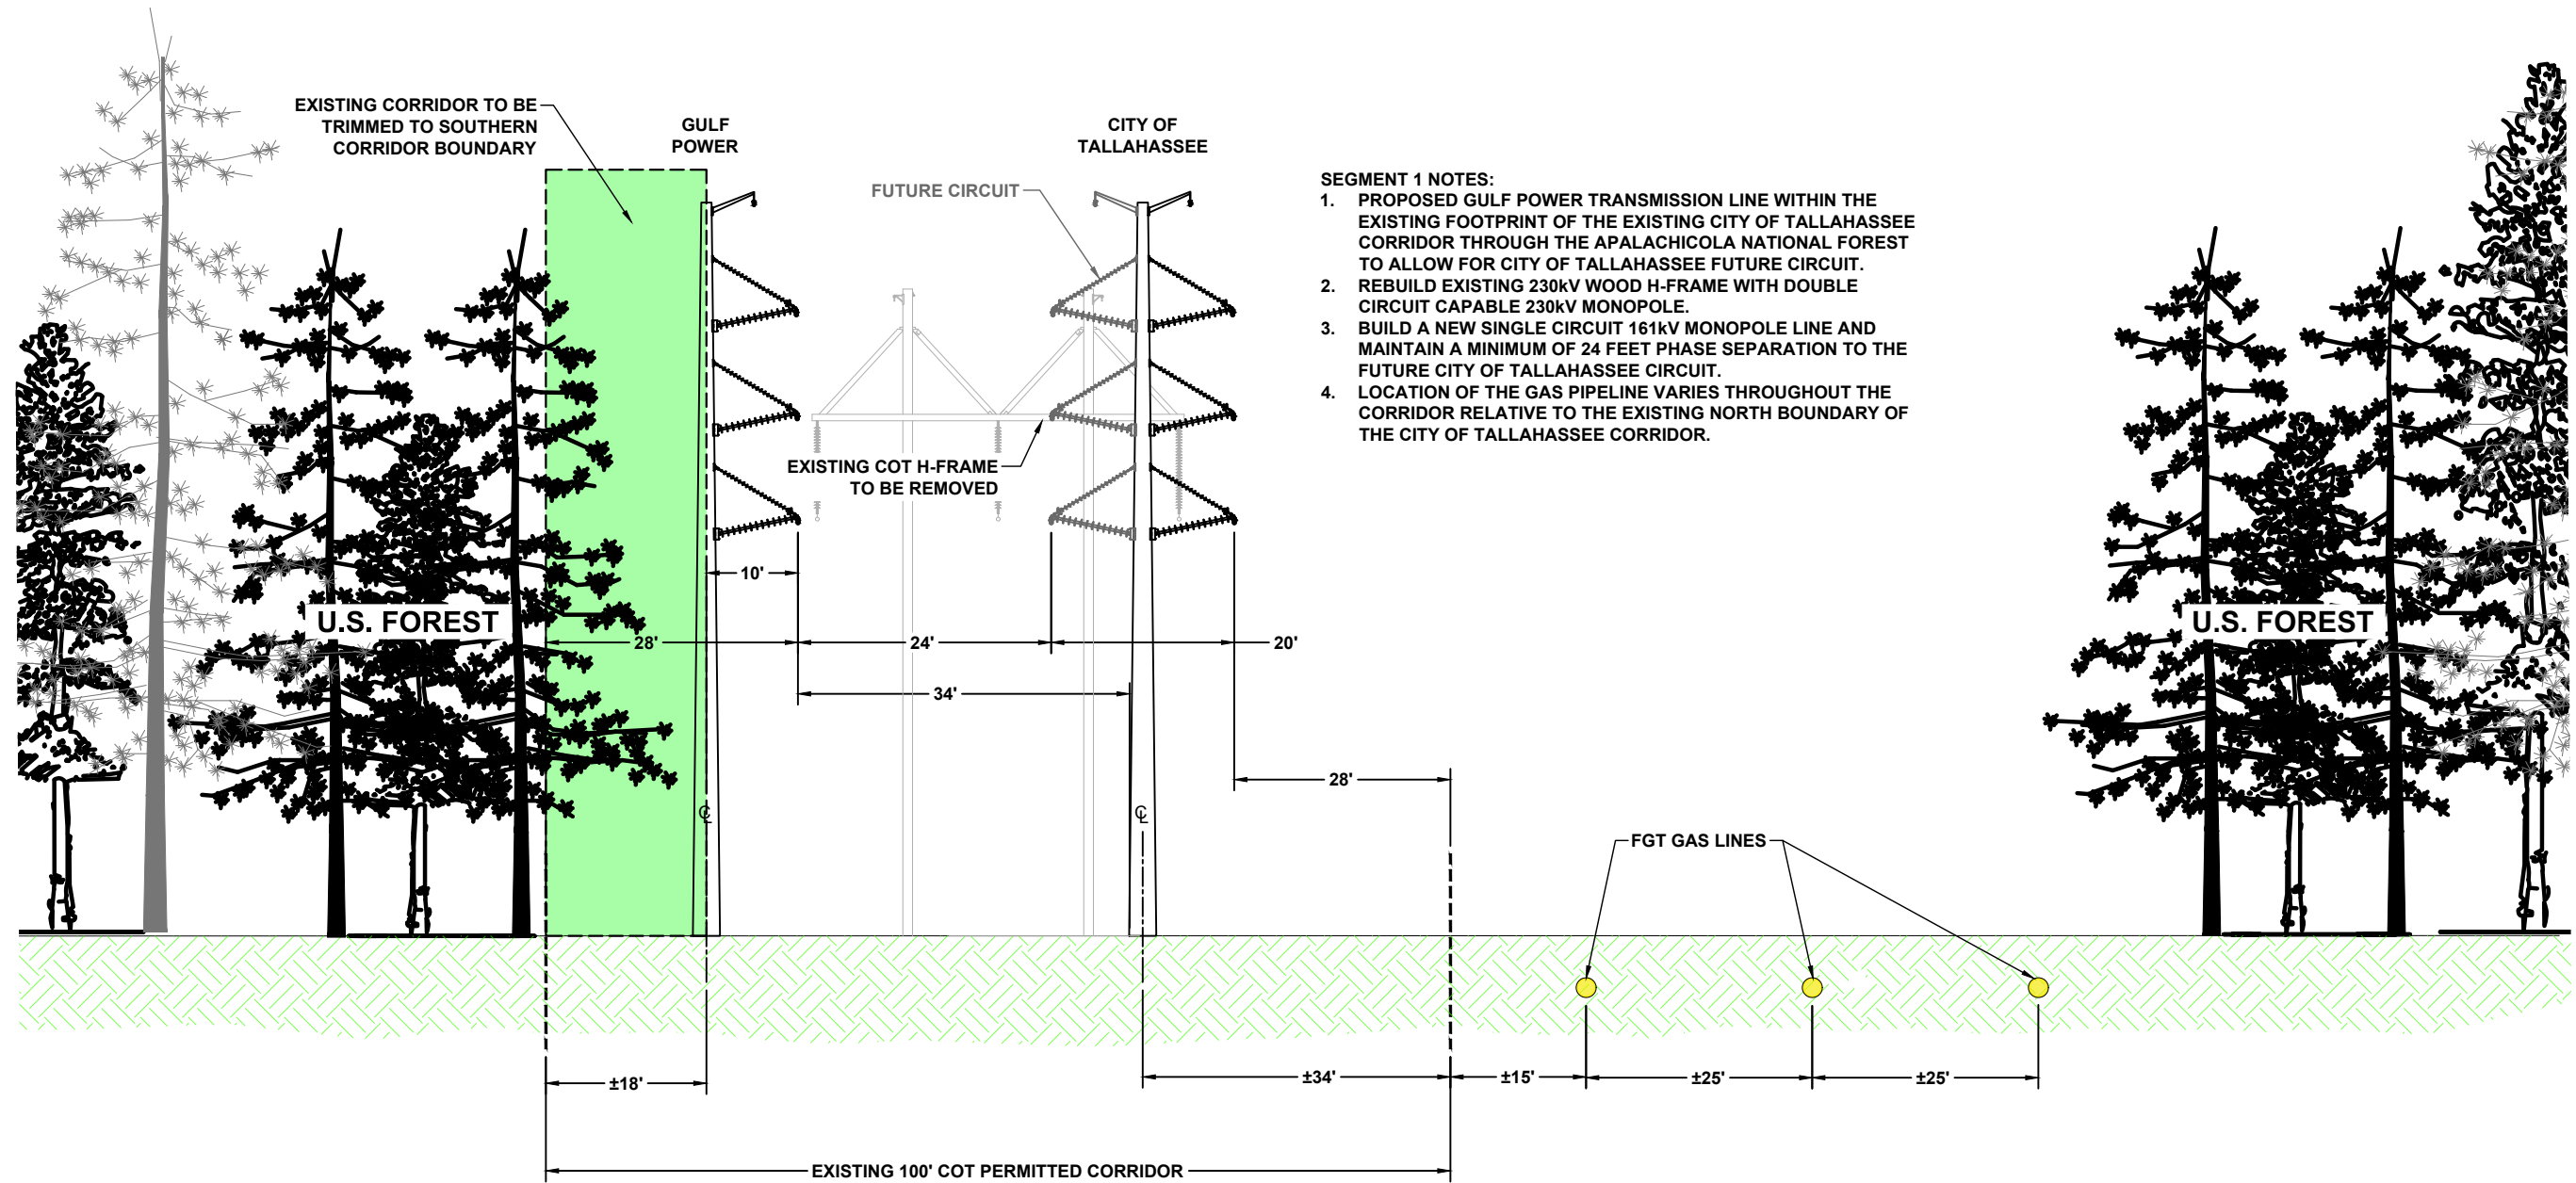 EXISTING CORRIDOR TO BE
TRIMMED TO SOUTHERN
CORRIDOR BOUNDARY
GULF
POWER
CITY OF
TALLAHASSEE
FUTURE CIRCUIT
SEGMENT 1 NOTES:
1. PROPOSED GULF POWER TRANSMISSION LINE WITHIN THE
EXISTING FOOTPRINT OF THE EXISTING CITY OF TALLAHASSEE
CORRIDOR THROUGH THE APALACHICOLA NATIONAL FOREST
TO ALLOW FOR CITY OF TALLAHASSEE FUTURE CIRCUIT.
2. REBUILD EXISTING 230kV WOOD H-FRAME WITH DOUBLE
CIRCUIT CAPABLE 230kV MONOPOLE.
3. BUILD A NEW SINGLE CIRCUIT 161kV MONOPOLE LINE AND
MAINTAIN A MINIMUM OF 24 FEET PHASE SEPARATION TO THE
FUTURE CITY OF TALLAHASSEE CIRCUIT.
4. LOCATION OF THE GAS PIPELINE VARIES THROUGHOUT THE
CORRIDOR RELATIVE TO THE EXISTING NORTH BOUNDARY OF
THE CITY OF TALLAHASSEE CORRIDOR.
EXISTING COT H-FRAME
TO BE REMOVED
10'
U.S. FOREST
U.S. FOREST
28'
24'
20'
34'
28'
℄
℄
FGT GAS LINES
±18'
±34'
±15'
±25'
±25'
EXISTING 100' COT PERMITTED CORRIDOR